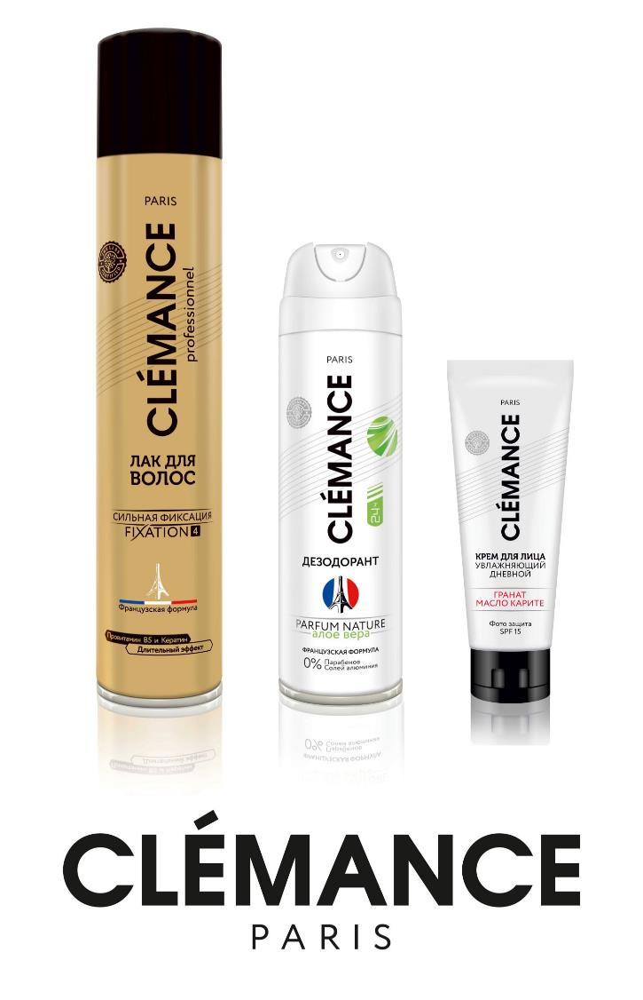 PARIS
CLÉMANCE
professionnel
ЛАК ДЛЯ
ВОЛОС
СИЛЬНАЯ ФИКСАЦИЯ
FIXATION 4
Французская формула
Провитамин B5 и Кератин
Длительный эффект
PARIS
CLÉMANCE
24ч
ДЕЗОДОРАНТ
PARFUM NATURE
алое вера
ФРАНЦУЗСКАЯ ФОРМУЛА
0% Парабенов
Солей алюминия
PARIS
CLÉMANCE
КРЕМ ДЛЯ ЛИЦА
УВЛАЖНЯЮЩИЙ
ДНЕВНОЙ
ГРАНАТ
МАСЛО КАРИТЕ
Фото защита
SPF 15
CLÉMANCE
PARIS